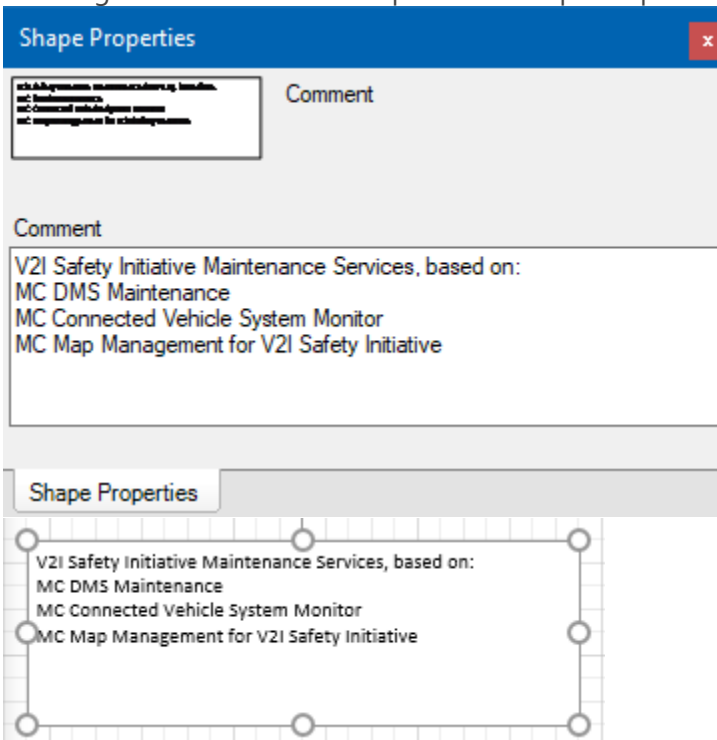 Shape Properties
x
Comment
Comment
V2I Safety Initiative Maintenance Services, based on:
MC DMS Maintenance
MC Connected Vehicle System Monitor
MC Map Management for V2I Safety Initiative
Shape Properties
V2I Safety Initiative Maintenance Services, based on:
MC DMS Maintenance
MC Connected Vehicle System Monitor
MC Map Management for V2I Safety Initiative